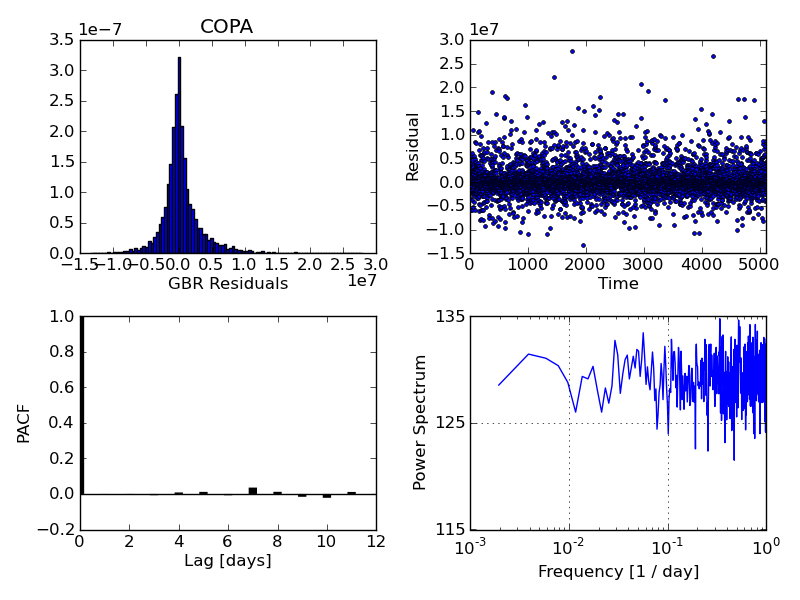 COPA
1e−7
3.5
3.0
2.5
2.0
1.5
1.0
0.5
0.0
−1.5 −1.0 −0.5 0.0 0.5 1.0 1.5 2.0 2.5 3.0
GBR Residuals
1e7
1e7
3.0
2.5
2.0
1.5
1.0
0.5
0.0
−0.5
−1.0
−1.5
Residual
0 1000 2000 3000 4000 5000
Time
1.0
0.8
0.6
0.4
0.2
0.0
−0.2
PACF
0 2 4 6 8 10 12
Lag [days]
135
125
115
Power Spectrum
10⁻³ 10⁻² 10⁻¹ 10⁰
Frequency [1 / day]